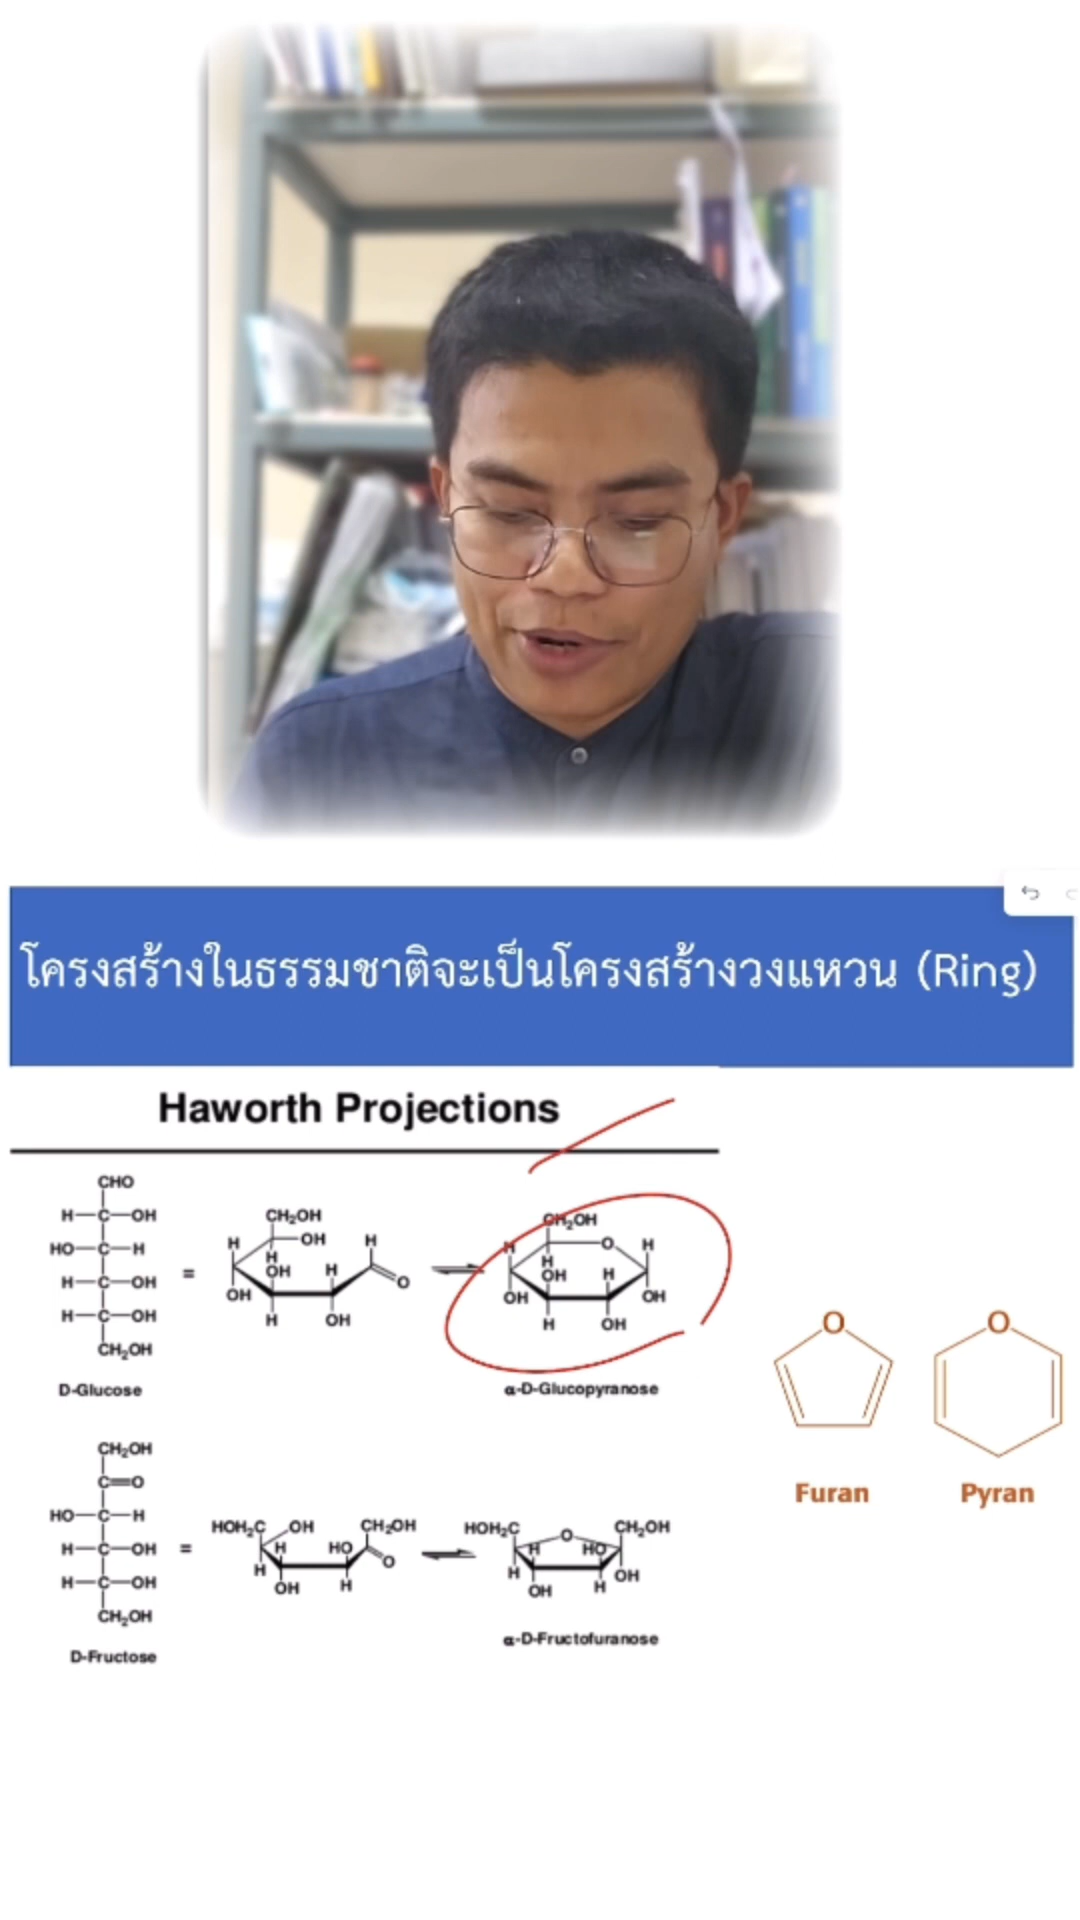 โครงสร้างในธรรมชาติจะเป็นโครงสร้างวงแหวน (Ring)
Haworth Projections
CHO
H—C—OH
HO—C—H
H—C—OH
H—C—OH
CH₂OH
D-Glucose
=
CH₂OH
H
OH
H
H
OH
H
O
OH
H
OH
CH₂OH
H
O
H
H
OH
H
OH
OH
H
OH
α-D-Glucopyranose
O
Furan
O
Pyran
CH₂OH
C=O
HO—C—H
H—C—OH
H—C—OH
CH₂OH
D-Fructose
=
HOH₂C
OH
CH₂OH
H
HO
O
H
OH
H
HOH₂C
O
CH₂OH
H
HO
H
OH
OH
H
α-D-Fructofuranose